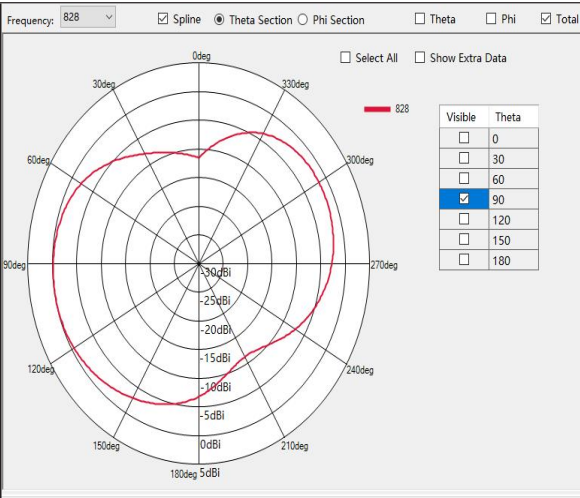 Frequency: 828 Spline Theta Section Phi Section Theta Phi Total
0deg Select All Show Extra Data
30deg 330deg
828
Visible Theta
0
30
60
90
120
150
180
60deg 300deg
90deg 270deg
-30dBi
-25dBi
-20dBi
-15dBi
120deg 240deg
-10dBi
-5dBi
150deg 0dBi 210deg
180deg 5dBi